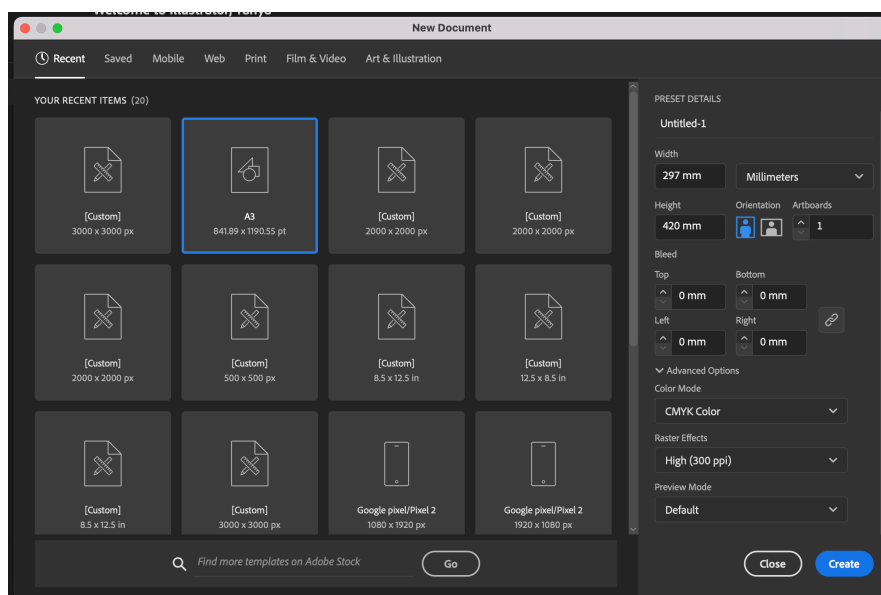 Welcome to Illustrator, Tanya
New Document
Recent Saved Mobile Web Print Film & Video Art & Illustration
YOUR RECENT ITEMS (20)
[Custom]
3000 x 3000 px
A3
841.89 x 1190.55 pt
[Custom]
2000 x 2000 px
[Custom]
2000 x 2000 px
[Custom]
2000 x 2000 px
[Custom]
500 x 500 px
[Custom]
8.5 x 12.5 in
[Custom]
12.5 x 8.5 in
[Custom]
8.5 x 12.5 in
[Custom]
3000 x 3000 px
Google pixel/Pixel 2
1080 x 1920 px
Google pixel/Pixel 2
1920 x 1080 px
Find more templates on Adobe Stock
Go
PRESET DETAILS
Untitled-1
Width
297 mm Millimeters
Height Orientation Artboards
420 mm 1
Bleed
Top Bottom
0 mm 0 mm
Left Right
0 mm 0 mm
Advanced Options
Color Mode
CMYK Color
Raster Effects
High (300 ppi)
Preview Mode
Default
Close Create